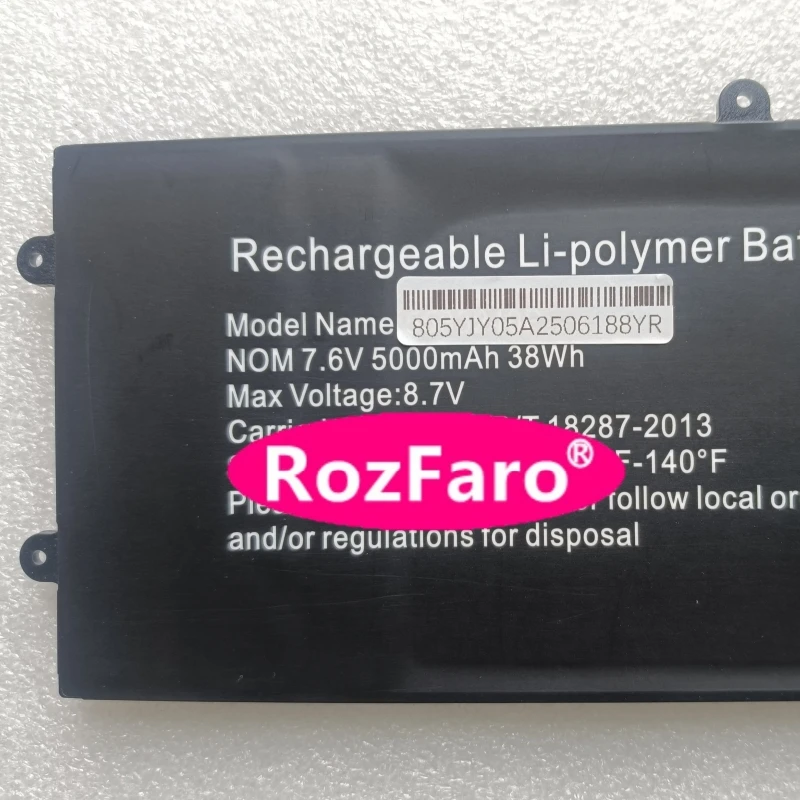 Rechargeable Li-polymer Bat
Model Name
805YJY05A2506188YR
NOM 7.6V 5000mAh 38Wh
Max Voltage:8.7V
18287-2013
RozFaro®
F-140°F
follow local or
and/or regulations for disposal